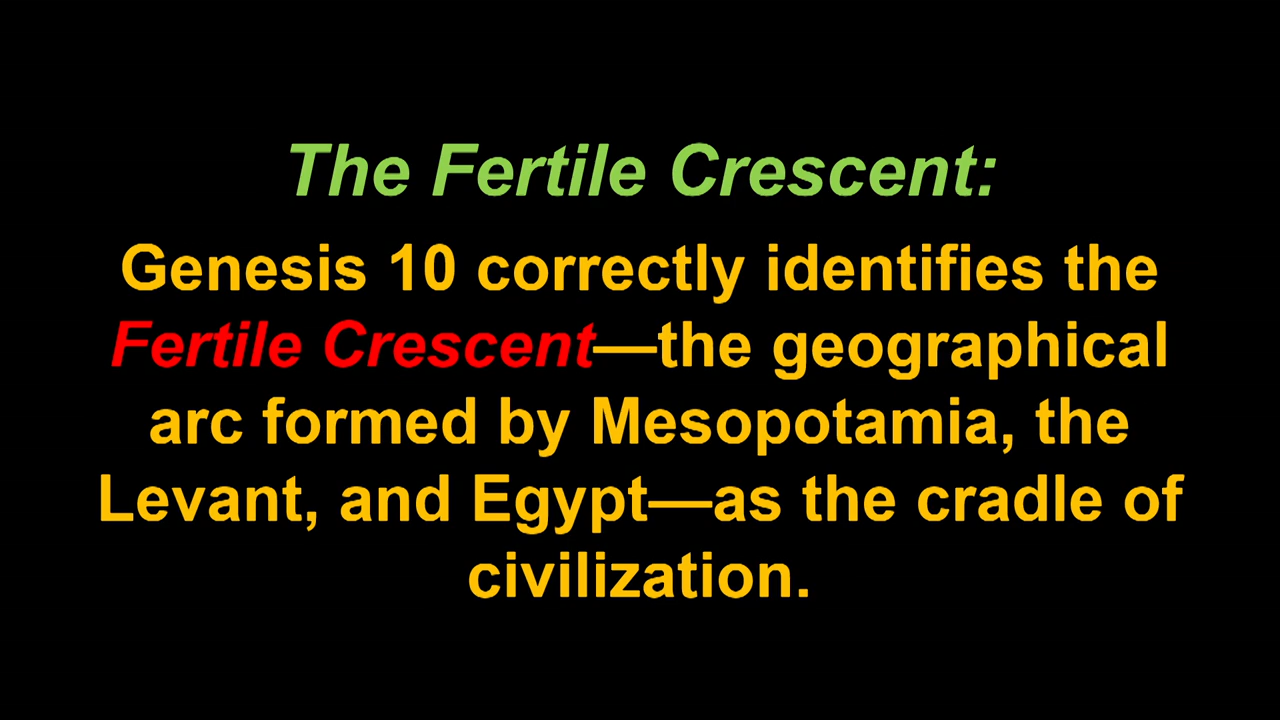 The Fertile Crescent:
Genesis 10 correctly identifies the
Fertile Crescent—the geographical
arc formed by Mesopotamia, the
Levant, and Egypt—as the cradle of
civilization.